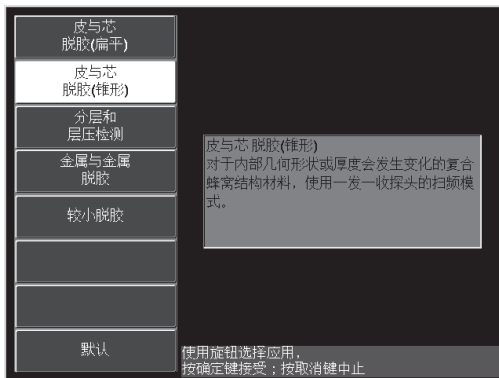 皮与芯
脱胶(扁平)
皮与芯
脱胶(锥形)
分层和
层压检测
金属与金属
脱胶
较小脱胶
默认
皮与芯 脱胶(锥形)
对于内部几何形状或厚度会发生变化的复合
蜂窝结构材料，使用一发一收探头的扫频模
式。
使用旋钮选择应用，
按确定键接受；按取消键中止